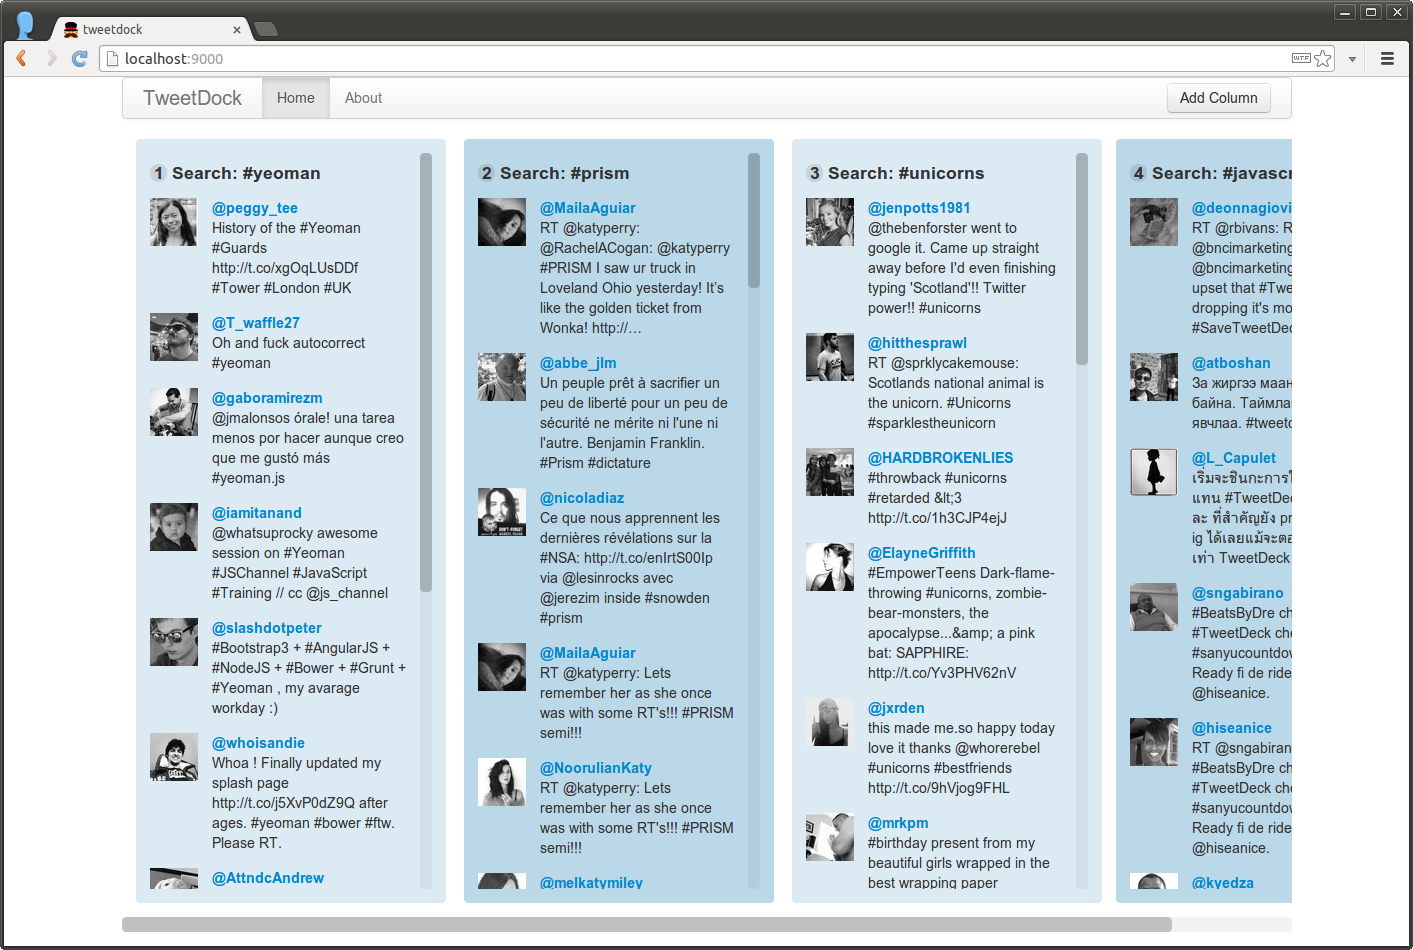 tweetdock
localhost:9000
TweetDock
Home
About
Add Column
1 Search: #yeoman
@peggy_tee
History of the #Yeoman
#Guards
http://t.co/xgOqLUsDDf
#Tower #London #UK
@T_waffle27
Oh and fuck autocorrect
#yeoman
@gaboramirezm
@jmalonsos órale! una tarea
menos por hacer aunque creo
que me gustó más
#yeoman.js
@iamitanand
@whatsuprocky awesome
session on #Yeoman
#JSChannel #JavaScript
#Training // cc @js_channel
@slashdotpeter
#Bootstrap3 + #AngularJS +
#NodeJS + #Bower + #Grunt +
#Yeoman , my avarage
workday :)
@whoisandie
Whoa ! Finally updated my
splash page
http://t.co/j5XvP0dZ9Q after
ages. #yeoman #bower #ftw.
Please RT.
@AttndcAndrew
2 Search: #prism
@MailaAguiar
RT @katyperry:
@RachelACogan: @katyperry
#PRISM I saw ur truck in
Loveland Ohio yesterday! It’s
like the golden ticket from
Wonka! http://…
@abbe_jlm
Un peuple prêt à sacrifier un
peu de liberté pour un peu de
sécurité ne mérite ni l'une ni
l'autre. Benjamin Franklin.
#Prism #dictature
@nicoladiaz
Ce que nous apprennent les
dernières révélations sur la
#NSA: http://t.co/enIrtS00Ip
via @lesinrocks avec
@jerezim inside #snowden
#prism
@MailaAguiar
RT @katyperry: Lets
remember her as she once
was with some RT's!!! #PRISM
semi!!!
@NoorulianKaty
RT @katyperry: Lets
remember her as she once
was with some RT's!!! #PRISM
semi!!!
@melkatymiley
3 Search: #unicorns
@jenpotts1981
@thebenforster went to
google it. Came up straight
away before I'd even finishing
typing 'Scotland'!! Twitter
power!! #unicorns
@hitthesprawl
RT @sprklycakemouse:
Scotlands national animal is
the unicorn. #Unicorns
#sparklestheunicorn
@HARDBROKENLIES
#throwback #unicorns
#retarded &lt;3
http://t.co/1h3CJP4ejJ
@ElayneGriffith
#EmpowerTeens Dark-flame-
throwing #unicorns, zombie-
bear-monsters, the
apocalypse...&amp; a pink
bat: SAPPHIRE:
http://t.co/Yv3PHV62nV
@jxrden
this made me.so happy today
love it thanks @whorerebel
#unicorns #bestfriends
http://t.co/9hVjog9FHL
@mrkpm
#birthday present from my
beautiful girls wrapped in the
best wrapping paper
4 Search: #javascr
@deonnagiovi
RT @rbivans: R
@bncimarketing
@bncimarketing
upset that #Twe
dropping it's mo
#SaveTweetDec
@atboshan
За жиргээ маан
байна. Таймла
явчлаа. #tweetd
@L_Capulet
เริ่มจะชินกะการใ
แทน #TweetDec
ละ ที่สําคัญยัง pr
ig ได้เลยแม้จะตอ
เท่า TweetDeck
@sngabirano
#BeatsByDre ch
#TweetDeck che
#sanyucountdow
Ready fi de ride
@hiseanice.
@hiseanice
RT @sngabiran
#BeatsByDre ch
#TweetDeck che
#sanyucountdow
Ready fi de ride
@hiseanice.
@kyedza